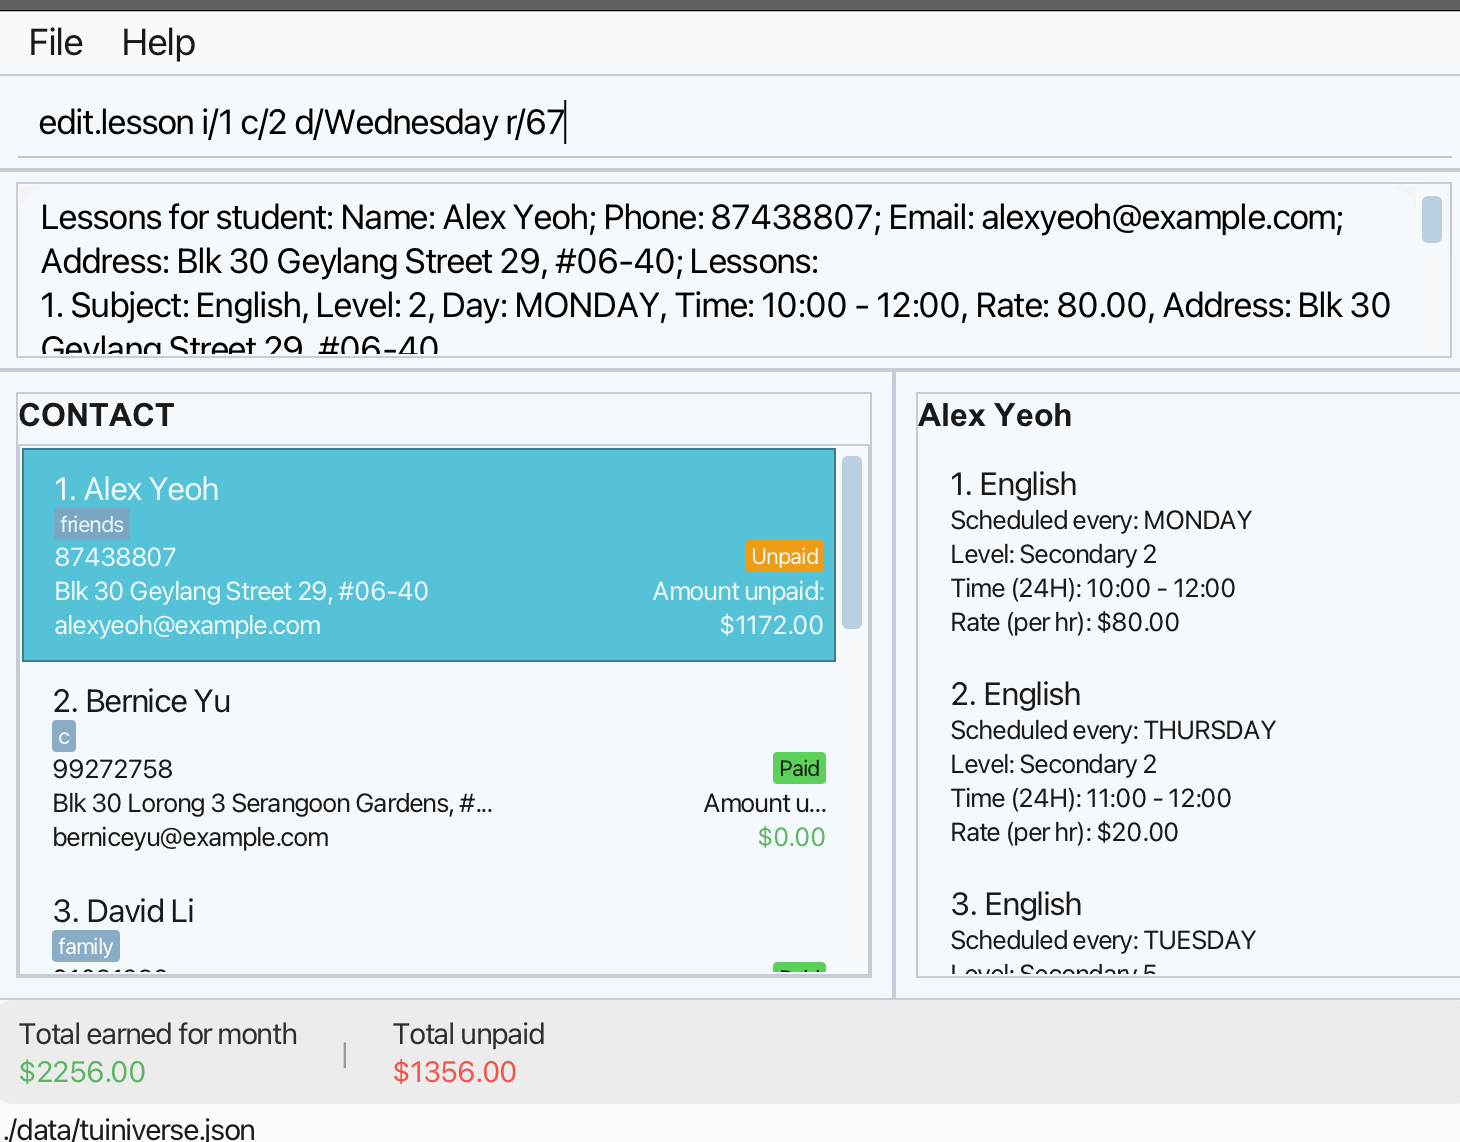 File Help
edit.lesson i/1 c/2 d/Wednesday r/67
Lessons for student: Name: Alex Yeoh; Phone: 87438807; Email: alexyeoh@example.com;
Address: Blk 30 Geylang Street 29, #06-40; Lessons:
1. Subject: English, Level: 2, Day: MONDAY, Time: 10:00 - 12:00, Rate: 80.00, Address: Blk 30
Geylang Street 29, #06-40
CONTACT
1. Alex Yeoh
friends
87438807
Unpaid
Blk 30 Geylang Street 29, #06-40
Amount unpaid:
alexyeoh@example.com
$1172.00
2. Bernice Yu
c
99272758
Paid
Blk 30 Lorong 3 Serangoon Gardens, #...
Amount u...
berniceyu@example.com
$0.00
3. David Li
family
Paid
Alex Yeoh
1. English
Scheduled every: MONDAY
Level: Secondary 2
Time (24H): 10:00 - 12:00
Rate (per hr): $80.00
2. English
Scheduled every: THURSDAY
Level: Secondary 2
Time (24H): 11:00 - 12:00
Rate (per hr): $20.00
3. English
Scheduled every: TUESDAY
Level: Secondary 5
Total earned for month
$2256.00
Total unpaid
$1356.00
./data/tuiniverse.json